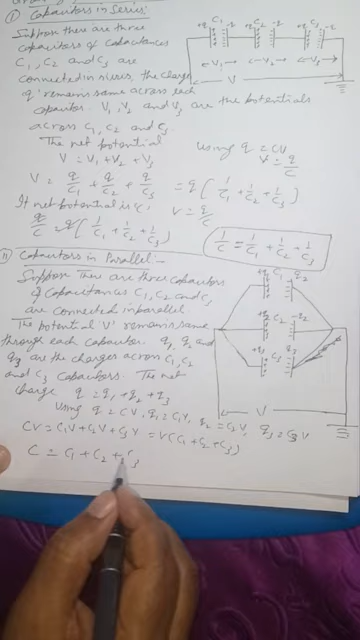 ① Capacitors in Series:
Suppose there are three
capacitors of capacitances
C₁, C₂ and C₃ are
connected in series, the charge
q remains same across each
capacitor. V₁, V₂ and V₃ are the potentials
across C₁, C₂ and C₃.
The net potential
V = V₁ + V₂ + V₃
V = q/C₁ + q/C₂ + q/C₃
If net potential is
q/C = q(1/C₁ + 1/C₂ + 1/C₃)
+q C₁ -q +q C₂ -q +q C₃ -q
←V₁→ ←V₂→ ←V₃→
V
using q = CV
V = q/C
= q(1/C₁ + 1/C₂ + 1/C₃)
V = q/C
1/C = 1/C₁ + 1/C₂ + 1/C₃
Capacitors in Parallel:-
Suppose there are three capacitors
of capacitances C₁, C₂ and C₃
are connected in parallel.
The potential 'V' remains same
through each capacitor. q₁, q₂ and
q₃ are the charges across C₁, C₂
and C₃ capacitors. The net
charge q = q₁ + q₂ + q₃
using q = CV, q₁ = C₁V, q₂ = C₂V, q₃ = C₃V
CV = C₁V + C₂V + C₃V = V(C₁ + C₂ + C₃)
C = C₁ + C₂ + C₃
C₁
C₂
C₃
V